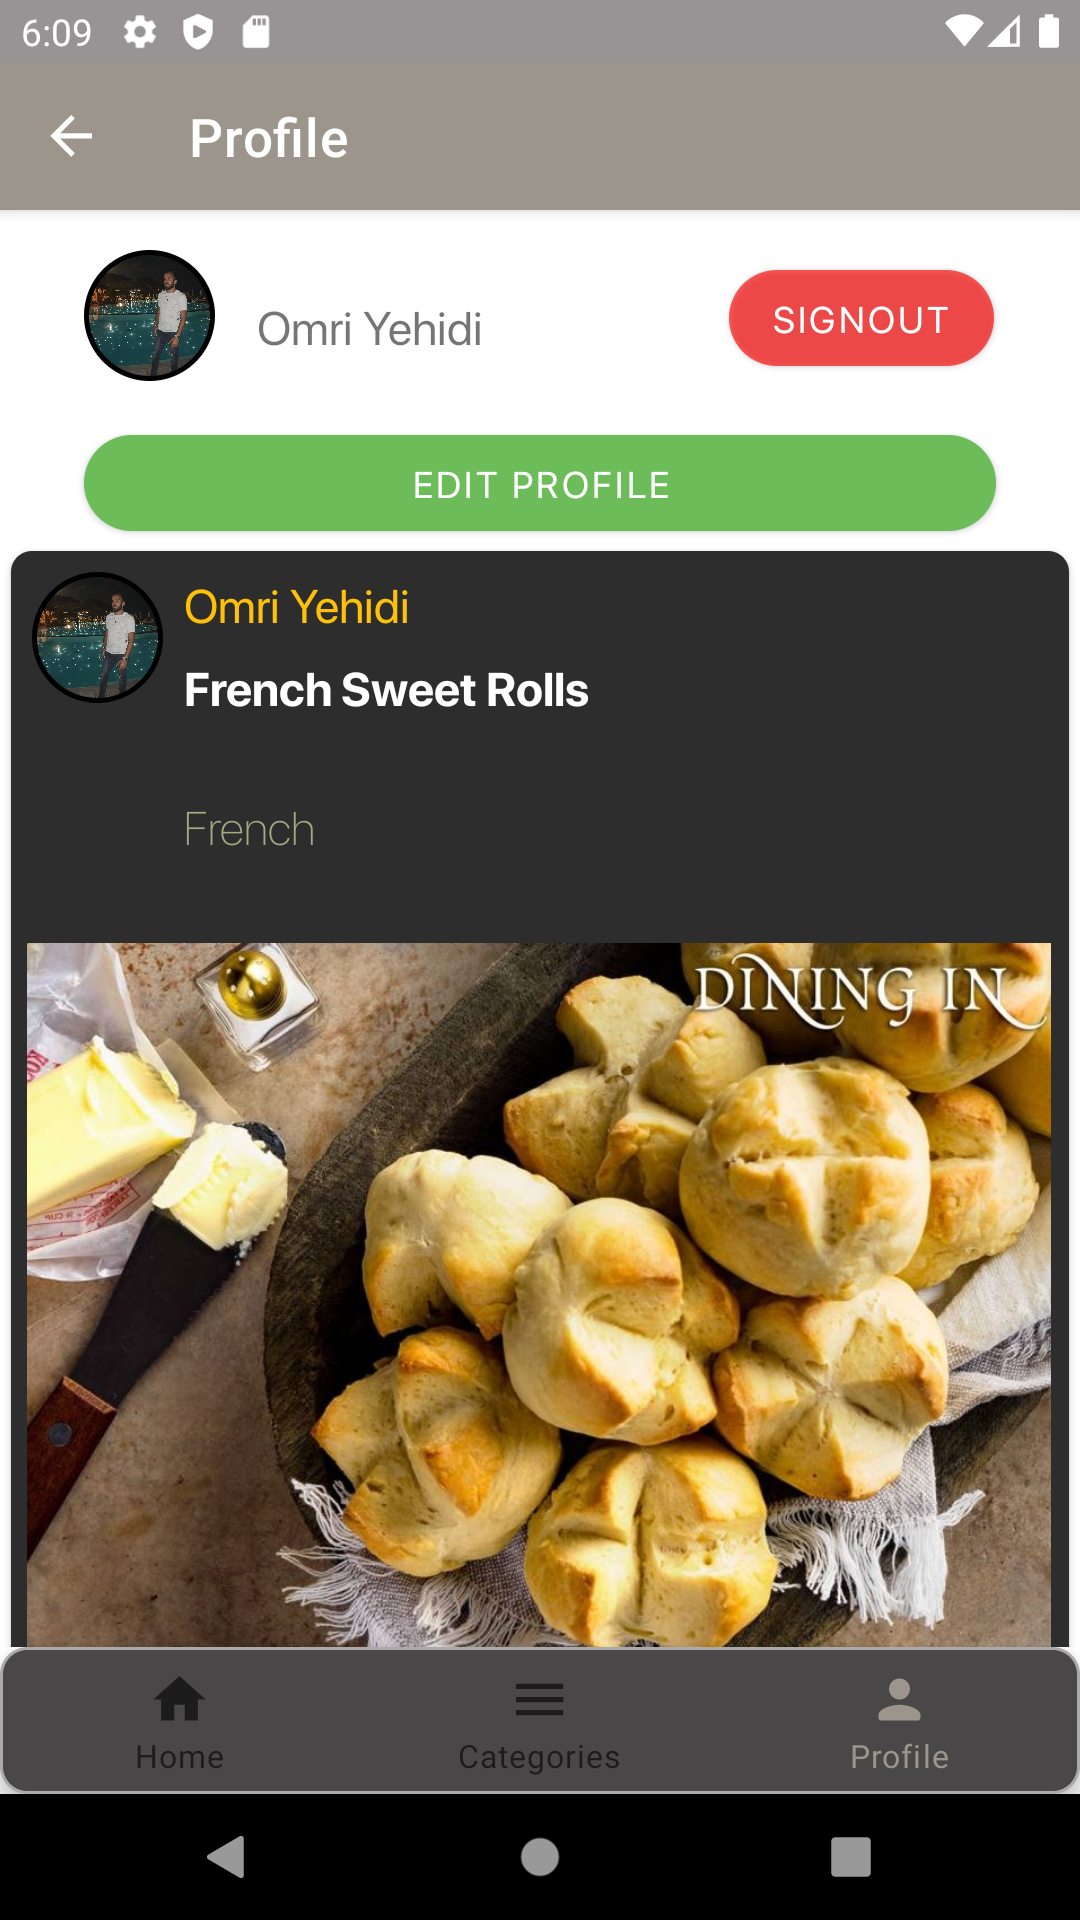 6:09
Profile
Omri Yehidi
SIGNOUT
EDIT PROFILE
Omri Yehidi
French Sweet Rolls
French
DINING IN
Home
Categories
Profile